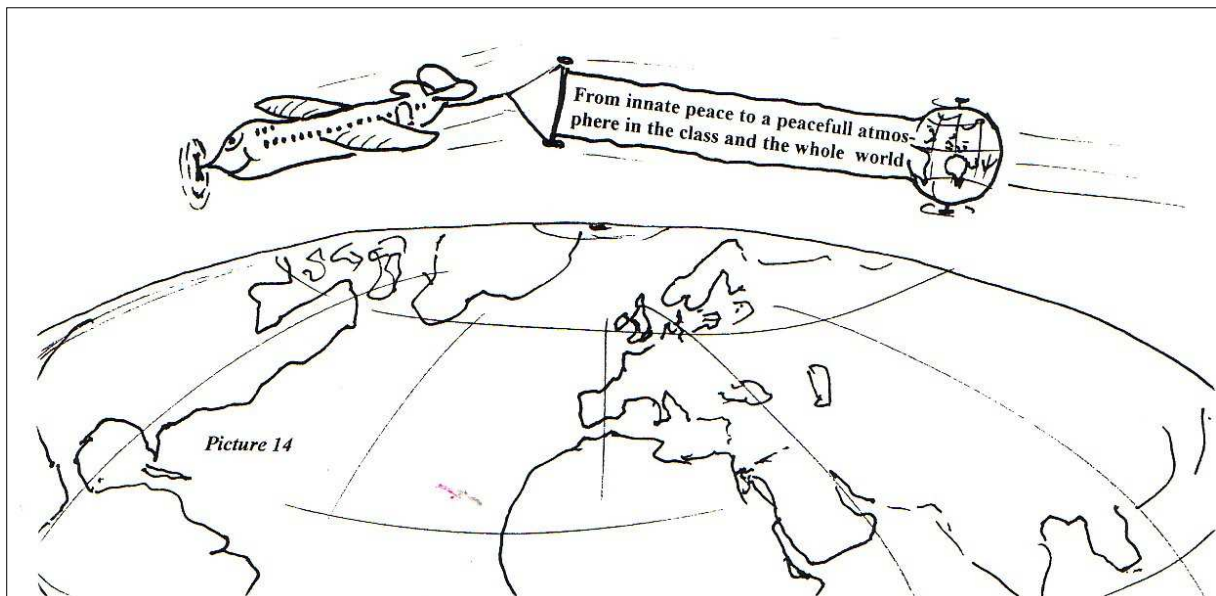 From innate peace to a peacefull atmos-
phere in the class and the whole world
Picture 14